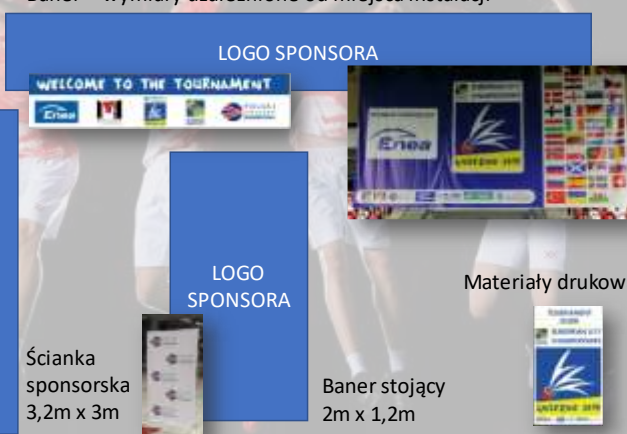 Baner – wymiary uzależnione od miejsca instalacji
LOGO SPONSORA
WELCOME TO THE TOURNAMENT
Enea
Enea
LOGO
SPONSORA
Materiały drukow
Ścianka
sponsorska
3,2m x 3m
Baner stojący
2m x 1,2m